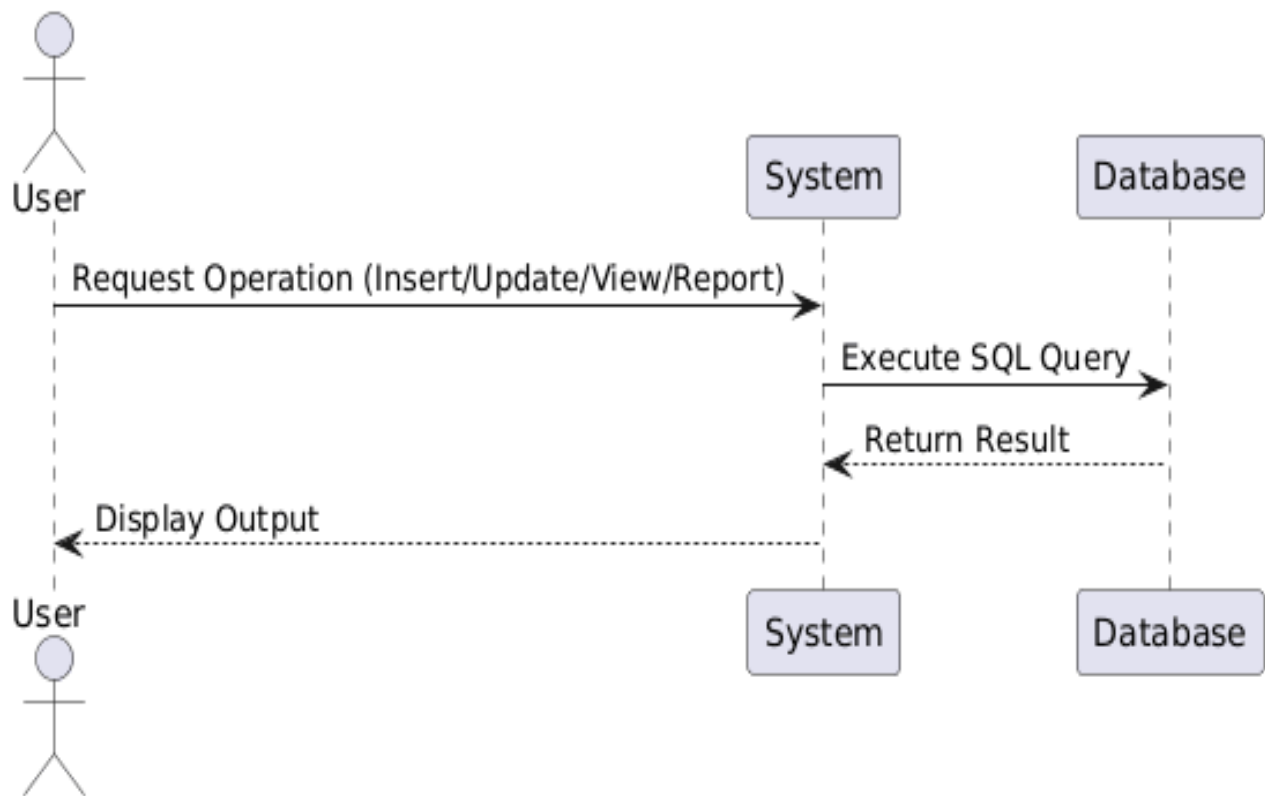 User
System
Database
Request Operation (Insert/Update/View/Report)
Execute SQL Query
Return Result
Display Output
User
System
Database